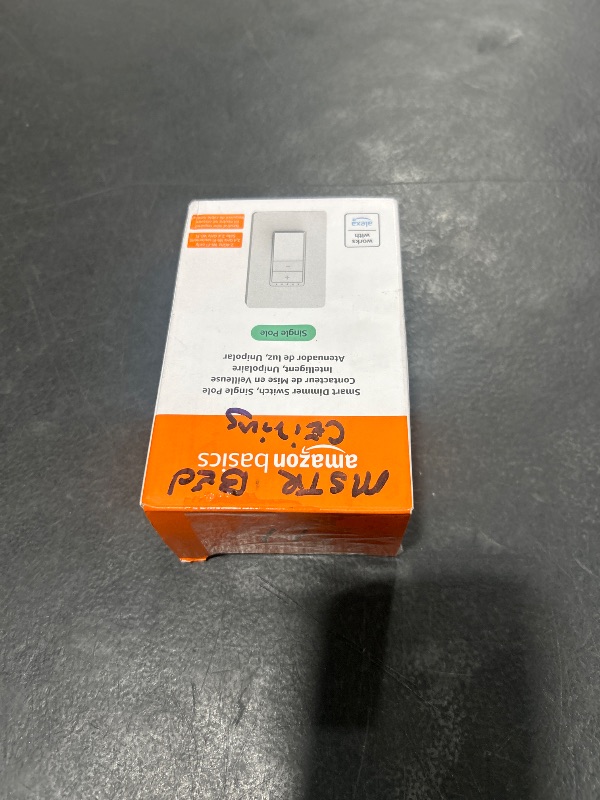 MSTR BED
amazon basics
CEiling
Smart Dimmer Switch, Single Pole
Contacteur de Mise en Veilleuse
Intelligent, Unipolaire
Atenuador de luz, Unipolar
Single Pole
works
with
alexa